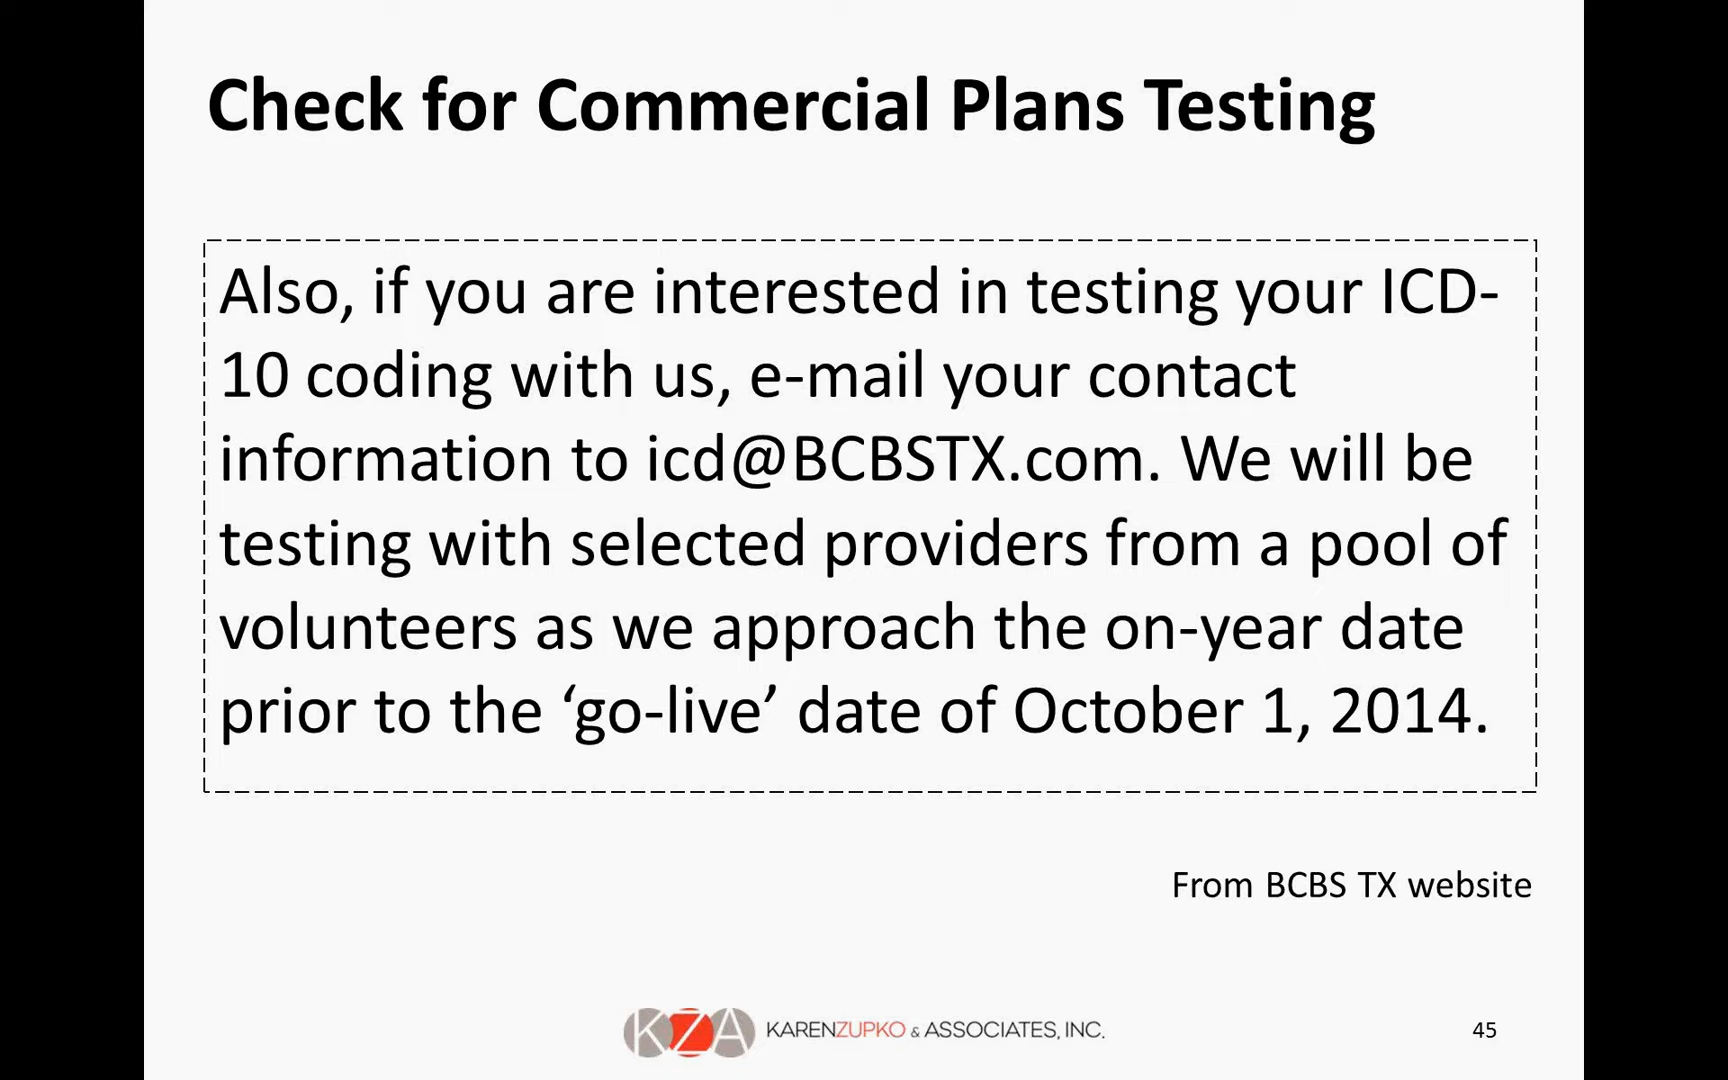 Check for Commercial Plans Testing
Also, if you are interested in testing your ICD-
10 coding with us, e-mail your contact
information to icd@BCBSTX.com. We will be
testing with selected providers from a pool of
volunteers as we approach the on-year date
prior to the ‘go-live’ date of October 1, 2014.
From BCBS TX website
KZA KARENZUPKO & ASSOCIATES, INC.
45